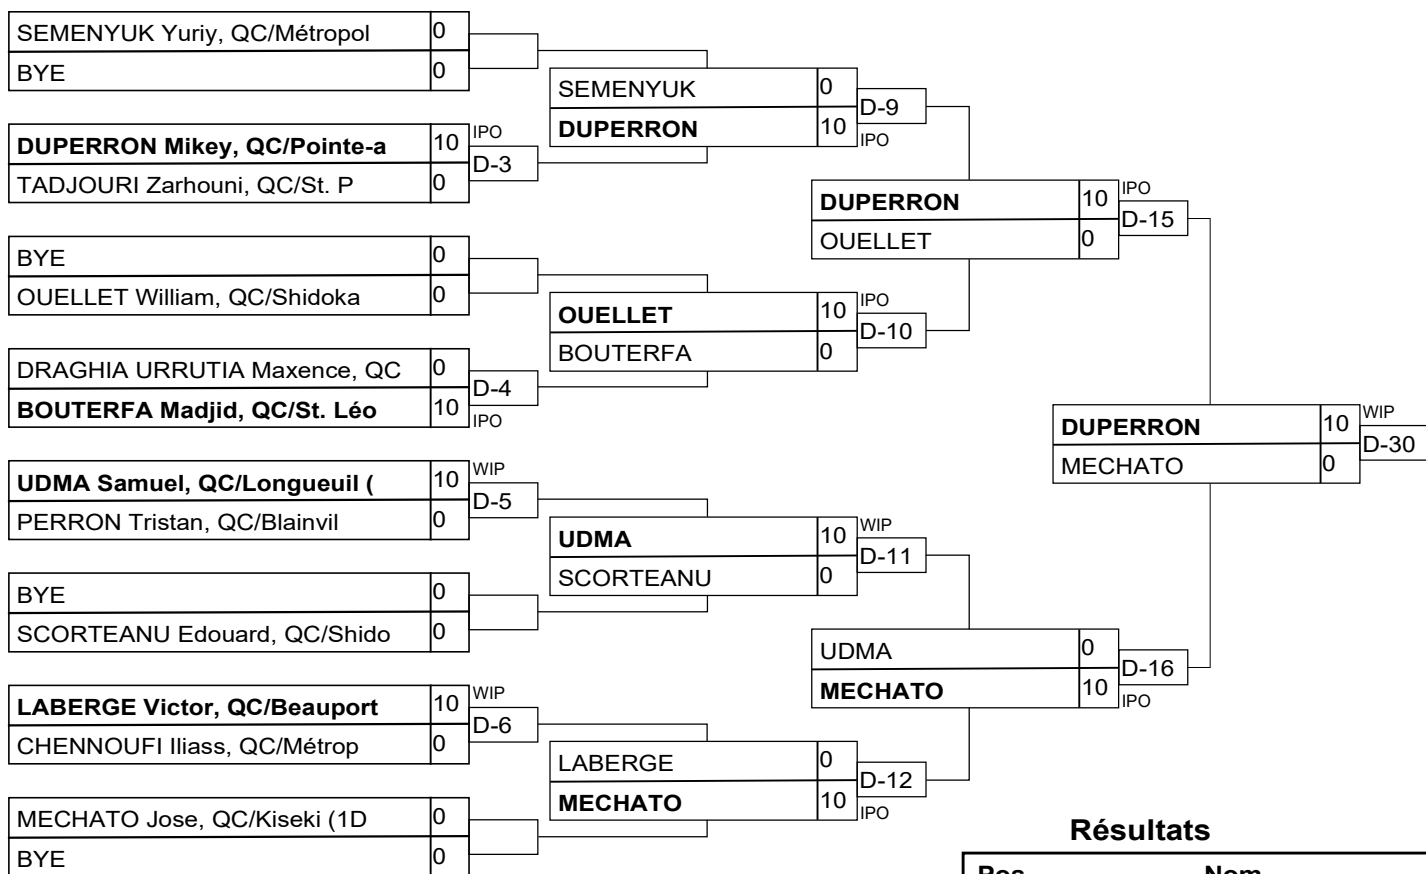 SEMENYUK Yuriy, QC/Métropol 0
BYE 0
DUPERRON Mikey, QC/Pointe-a 10 IPO
D-3
TADJOURI Zarhouni, QC/St. P 0
BYE 0
OUELLET William, QC/Shidoka 0
DRAGHIA URRUTIA Maxence, QC 0
D-4
BOUTERFA Madjid, QC/St. Léo 10 IPO
UDMA Samuel, QC/Longueuil ( 10 WIP
D-5
PERRON Tristan, QC/Blainvil 0
BYE 0
SCORTEANU Edouard, QC/Shido 0
LABERGE Victor, QC/Beauport 10 WIP
D-6
CHENNOUFI Iliass, QC/Métrop 0
MECHATO Jose, QC/Kiseki (1D 0
BYE 0
SEMENYUK 0
D-9
DUPERRON 10 IPO
OUELLET 10 IPO
D-10
BOUTERFA 0
UDMA 10 WIP
D-11
SCORTEANU 0
LABERGE 0
D-12
MECHATO 10 IPO
DUPERRON 10 IPO
D-15
OUELLET 0
UDMA 0
D-16
MECHATO 10 IPO
DUPERRON 10 WIP
D-30
MECHATO 0
Résultats
Pos Nom